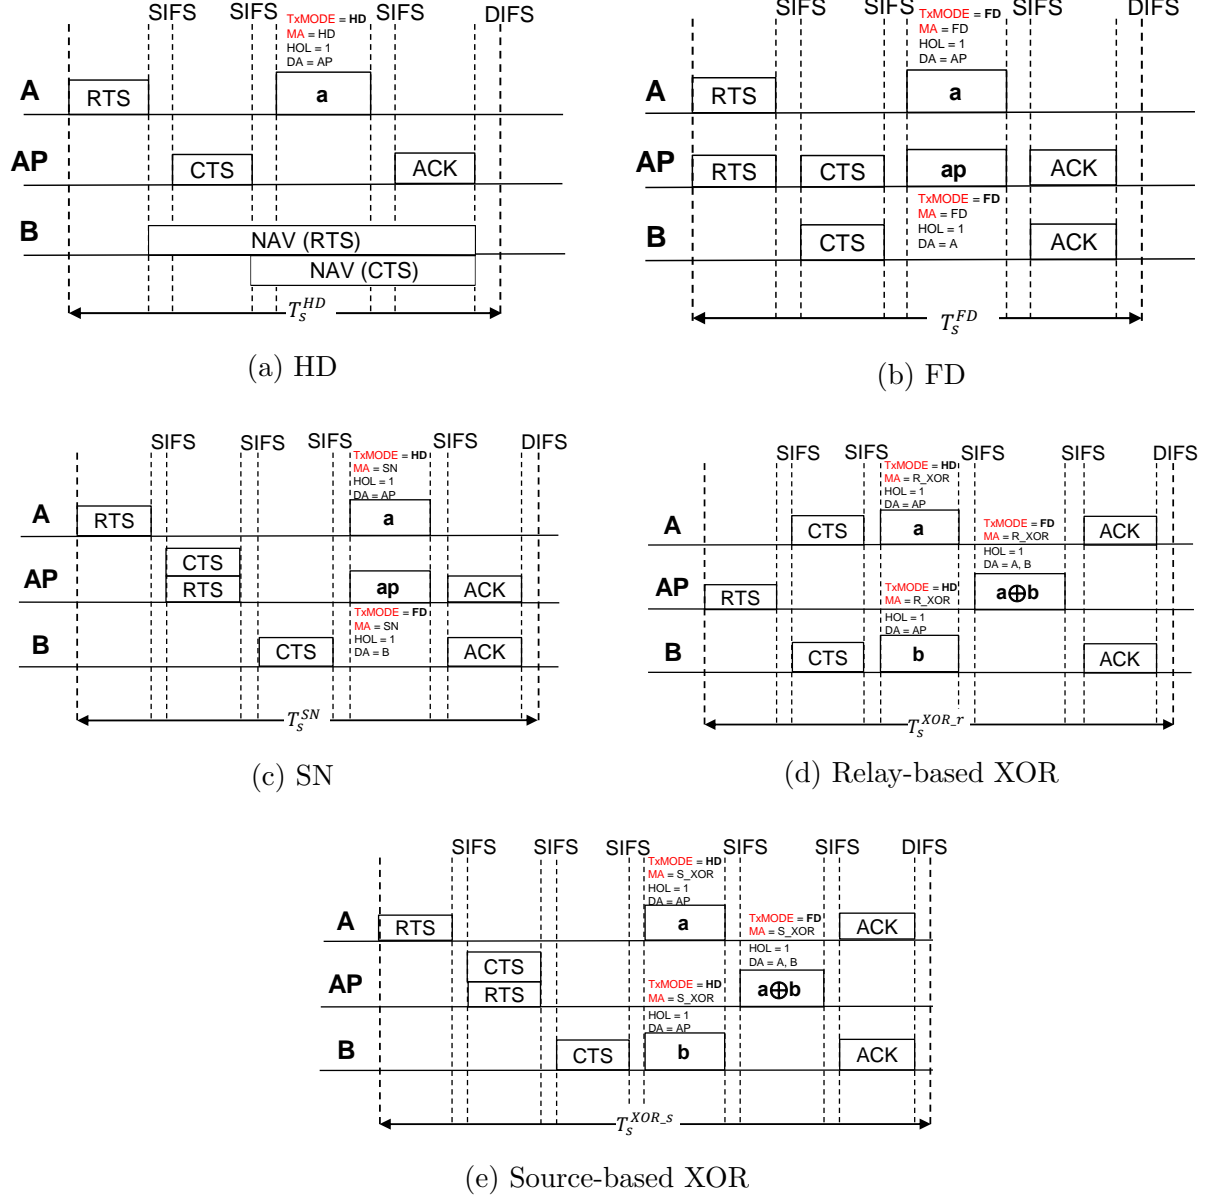 SIFS SIFS SIFS DIFS
TxMODE = HD
MA = HD
HOL = 1
DA = AP
A RTS a
AP CTS ACK
B NAV (RTS)
NAV (CTS)
T_s^{HD}
(a) HD
SIFS SIFS SIFS DIFS
TxMODE = FD
MA = FD
HOL = 1
DA = AP
A RTS a
AP RTS CTS ap ACK
TxMODE = FD
MA = FD
HOL = 1
DA = A
B CTS ACK
T_s^{FD}
(b) FD
SIFS SIFS SIFS SIFS DIFS
TxMODE = HD
MA = SN
HOL = 1
DA = AP
A RTS a
CTS
AP RTS ap ACK
TxMODE = FD
MA = SN
HOL = 1
DA = B
B CTS ACK
T_s^{SN}
(c) SN
SIFS SIFS SIFS SIFS DIFS
TxMODE = HD
MA = R_XOR
HOL = 1
DA = AP
A CTS a ACK
TxMODE = FD
MA = R_XOR
HOL = 1
DA = A, B
AP RTS a⊕b
TxMODE = HD
MA = R_XOR
HOL = 1
DA = AP
B CTS b ACK
T_s^{XOR_r}
(d) Relay-based XOR
SIFS SIFS SIFS SIFS SIFS DIFS
TxMODE = HD
MA = S_XOR
HOL = 1
DA = AP
A RTS a ACK
TxMODE = FD
MA = S_XOR
HOL = 1
DA = A, B
CTS
AP RTS a⊕b
TxMODE = HD
MA = S_XOR
HOL = 1
DA = AP
B CTS b ACK
T_s^{XOR_s}
(e) Source-based XOR